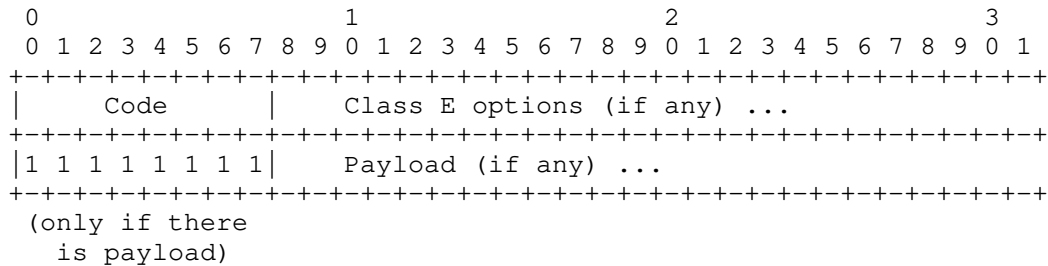 0                   1                   2                   3
 0 1 2 3 4 5 6 7 8 9 0 1 2 3 4 5 6 7 8 9 0 1 2 3 4 5 6 7 8 9 0 1
+-+-+-+-+-+-+-+-+-+-+-+-+-+-+-+-+-+-+-+-+-+-+-+-+-+-+-+-+-+-+-+-+
|     Code      |    Class E options (if any) ...
+-+-+-+-+-+-+-+-+-+-+-+-+-+-+-+-+-+-+-+-+-+-+-+-+-+-+-+-+-+-+-+-+
|1 1 1 1 1 1 1 1|    Payload (if any) ...
+-+-+-+-+-+-+-+-+-+-+-+-+-+-+-+-+-+-+-+-+-+-+-+-+-+-+-+-+-+-+-+-+
 (only if there
   is payload)